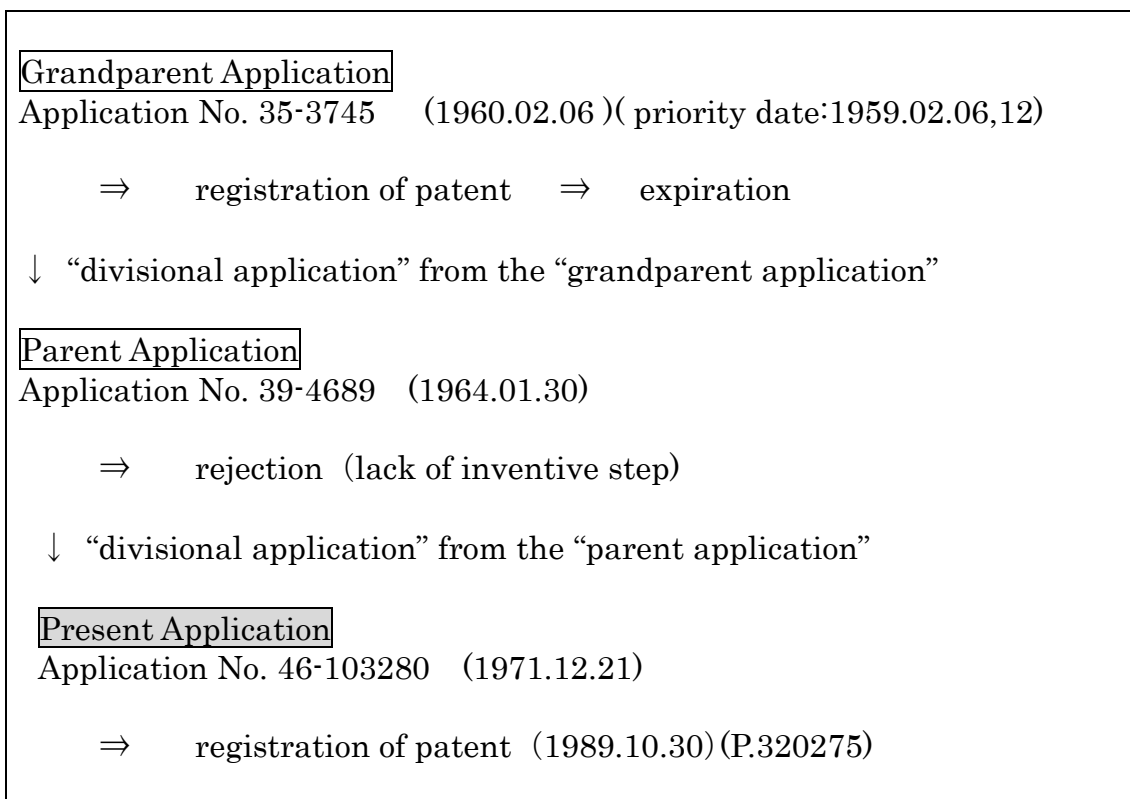 Grandparent Application
Application No. 35-3745 (1960.02.06 )( priority date:1959.02.06,12)
⇒ registration of patent ⇒ expiration
↓ “divisional application” from the “grandparent application”
Parent Application
Application No. 39-4689 (1964.01.30)
⇒ rejection（lack of inventive step）
↓ “divisional application” from the “parent application”
Present Application
Application No. 46-103280 (1971.12.21)
⇒ registration of patent（1989.10.30）(P.320275)